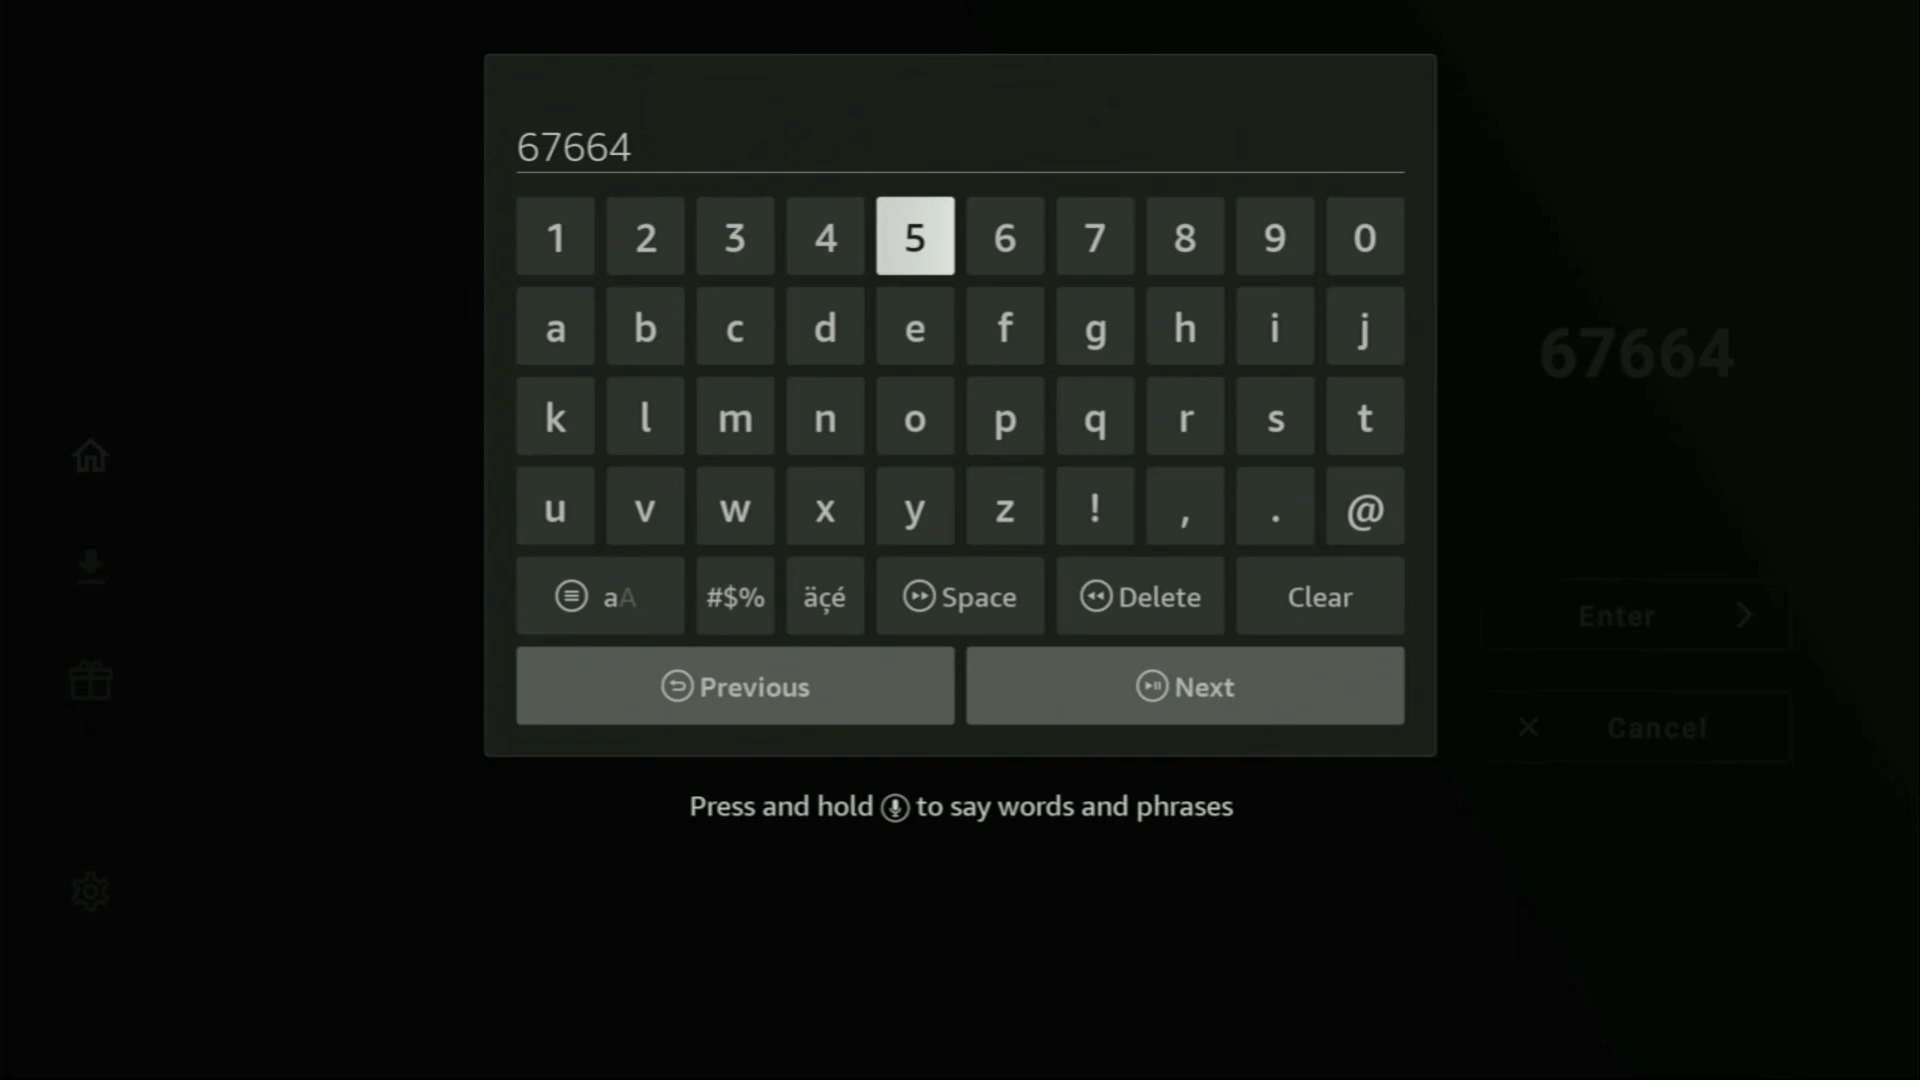 67664
1 2 3 4 5 6 7 8 9 0
a b c d e f g h i j
k l m n o p q r s t
u v w x y z ! , . @
aA #$% äçé Space Delete Clear
Previous Next
Press and hold to say words and phrases
67664
Enter
Cancel